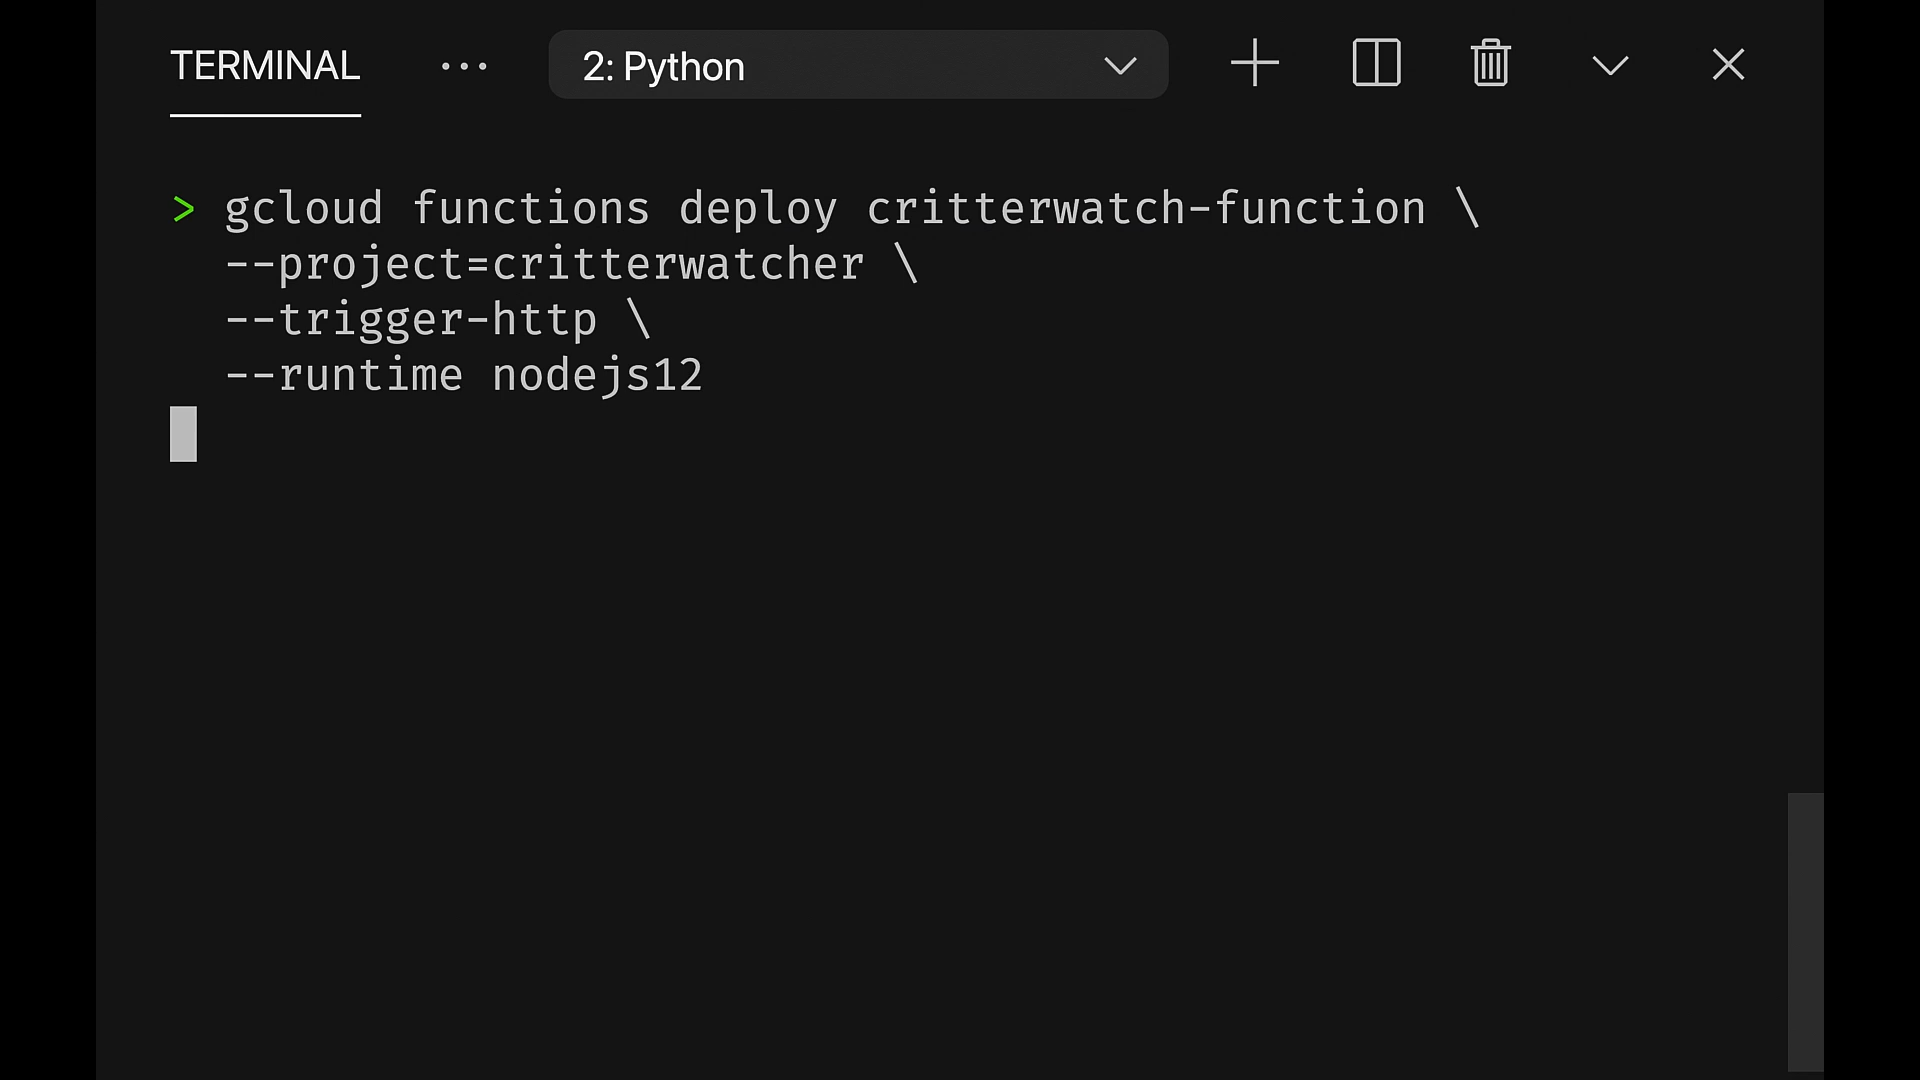 TERMINAL ··· 2: Python
> gcloud functions deploy critterwatch-function \
--project=critterwatcher \
--trigger-http \
--runtime nodejs12